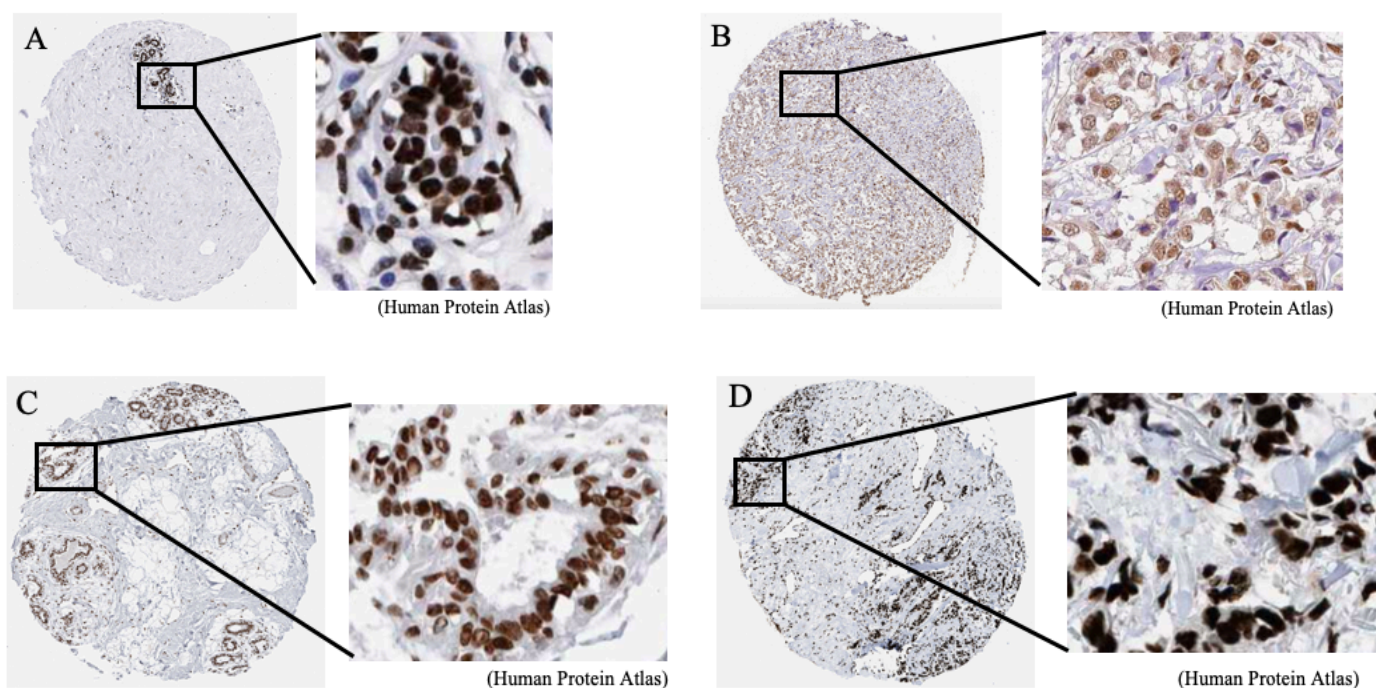 A
B
(Human Protein Atlas)
(Human Protein Atlas)
C
D
(Human Protein Atlas)
(Human Protein Atlas)